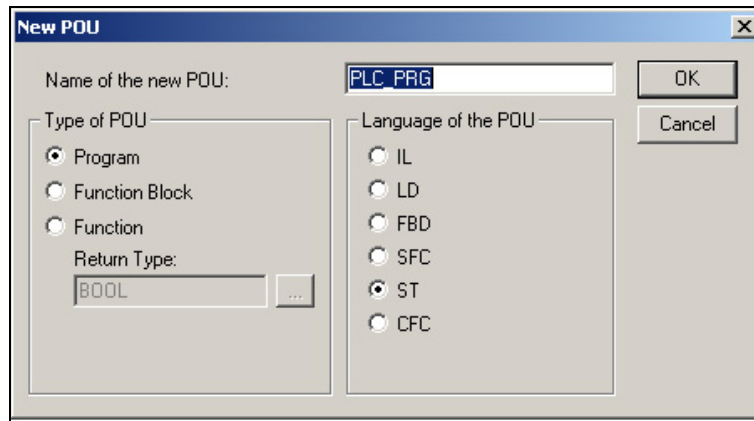 New POU
Name of the new POU:
PLC_PRG
OK
Cancel
Type of POU
Program
Function Block
Function
Return Type:
BOOL
...
Language of the POU
IL
LD
FBD
SFC
ST
CFC